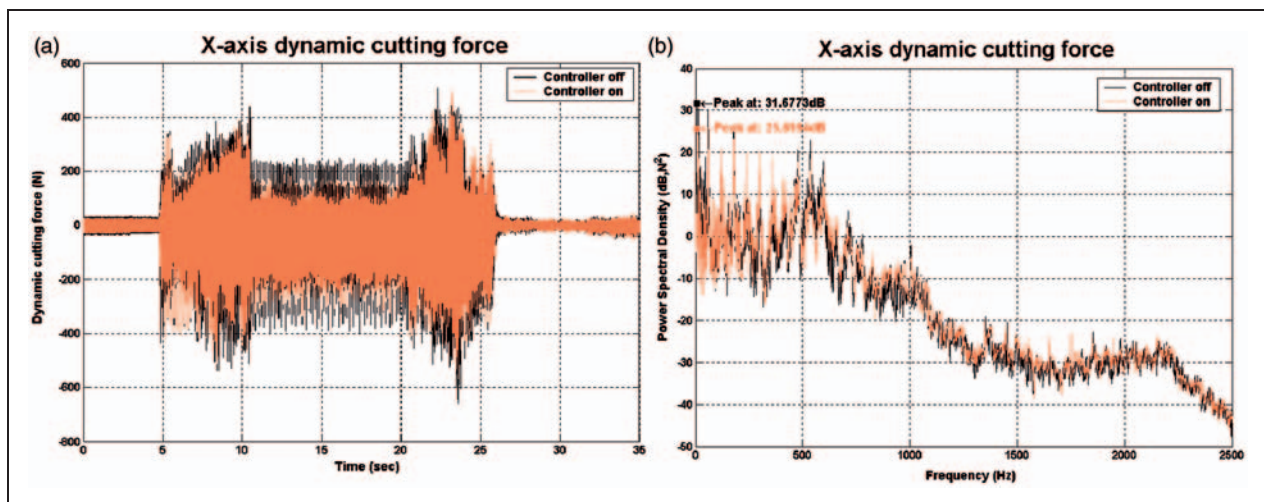 (a)
X-axis dynamic cutting force
Controller off
Controller on
600
400
200
0
-200
-400
-600
-800
Dynamic cutting force (N)
0
5
10
15
20
25
30
35
Time (sec)
(b)
X-axis dynamic cutting force
Controller off
Controller on
Peak at: 31.6773dB
Peak at:
40
30
20
10
0
-10
-20
-30
-40
-50
Power Spectral Density (dB,N²)
0
500
1000
1500
2000
2500
Frequency (Hz)